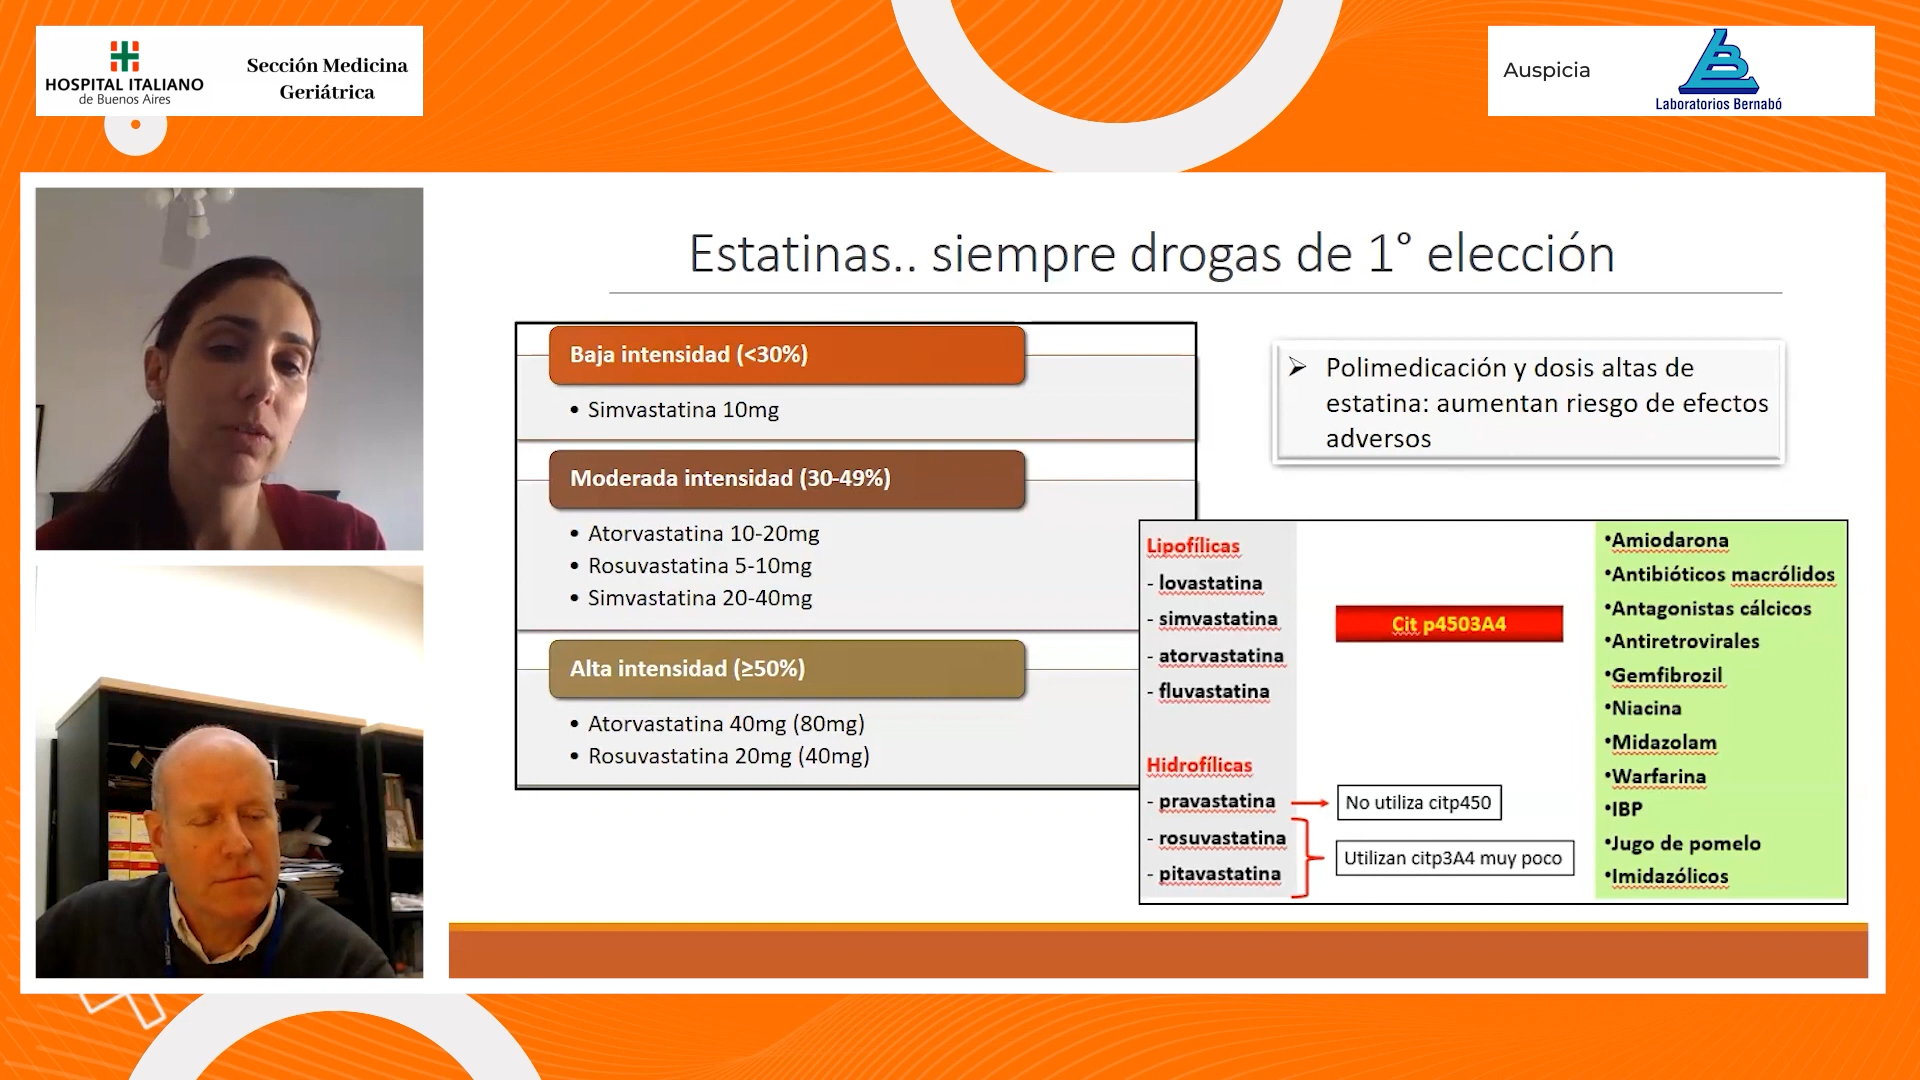 HOSPITAL ITALIANO
de Buenos Aires
Sección Medicina
Geriátrica
Auspicia
Laboratorios Bernabó
Estatinas.. siempre drogas de 1° elección
Baja intensidad (<30%)
• Simvastatina 10mg
Moderada intensidad (30-49%)
• Atorvastatina 10-20mg
• Rosuvastatina 5-10mg
• Simvastatina 20-40mg
Alta intensidad (≥50%)
• Atorvastatina 40mg (80mg)
• Rosuvastatina 20mg (40mg)
➢ Polimedicación y dosis altas de
estatina: aumentan riesgo de efectos
adversos
Lipofílicas
- lovastatina
- simvastatina
- atorvastatina
- fluvastatina
Hidrofílicas
- pravastatina
- rosuvastatina
- pitavastatina
Cit p4503A4
No utiliza citp450
Utilizan citp3A4 muy poco
•Amiodarona
•Antibióticos macrólidos
•Antagonistas cálcicos
•Antiretrovirales
•Gemfibrozil
•Niacina
•Midazolam
•Warfarina
•IBP
•Jugo de pomelo
•Imidazólicos